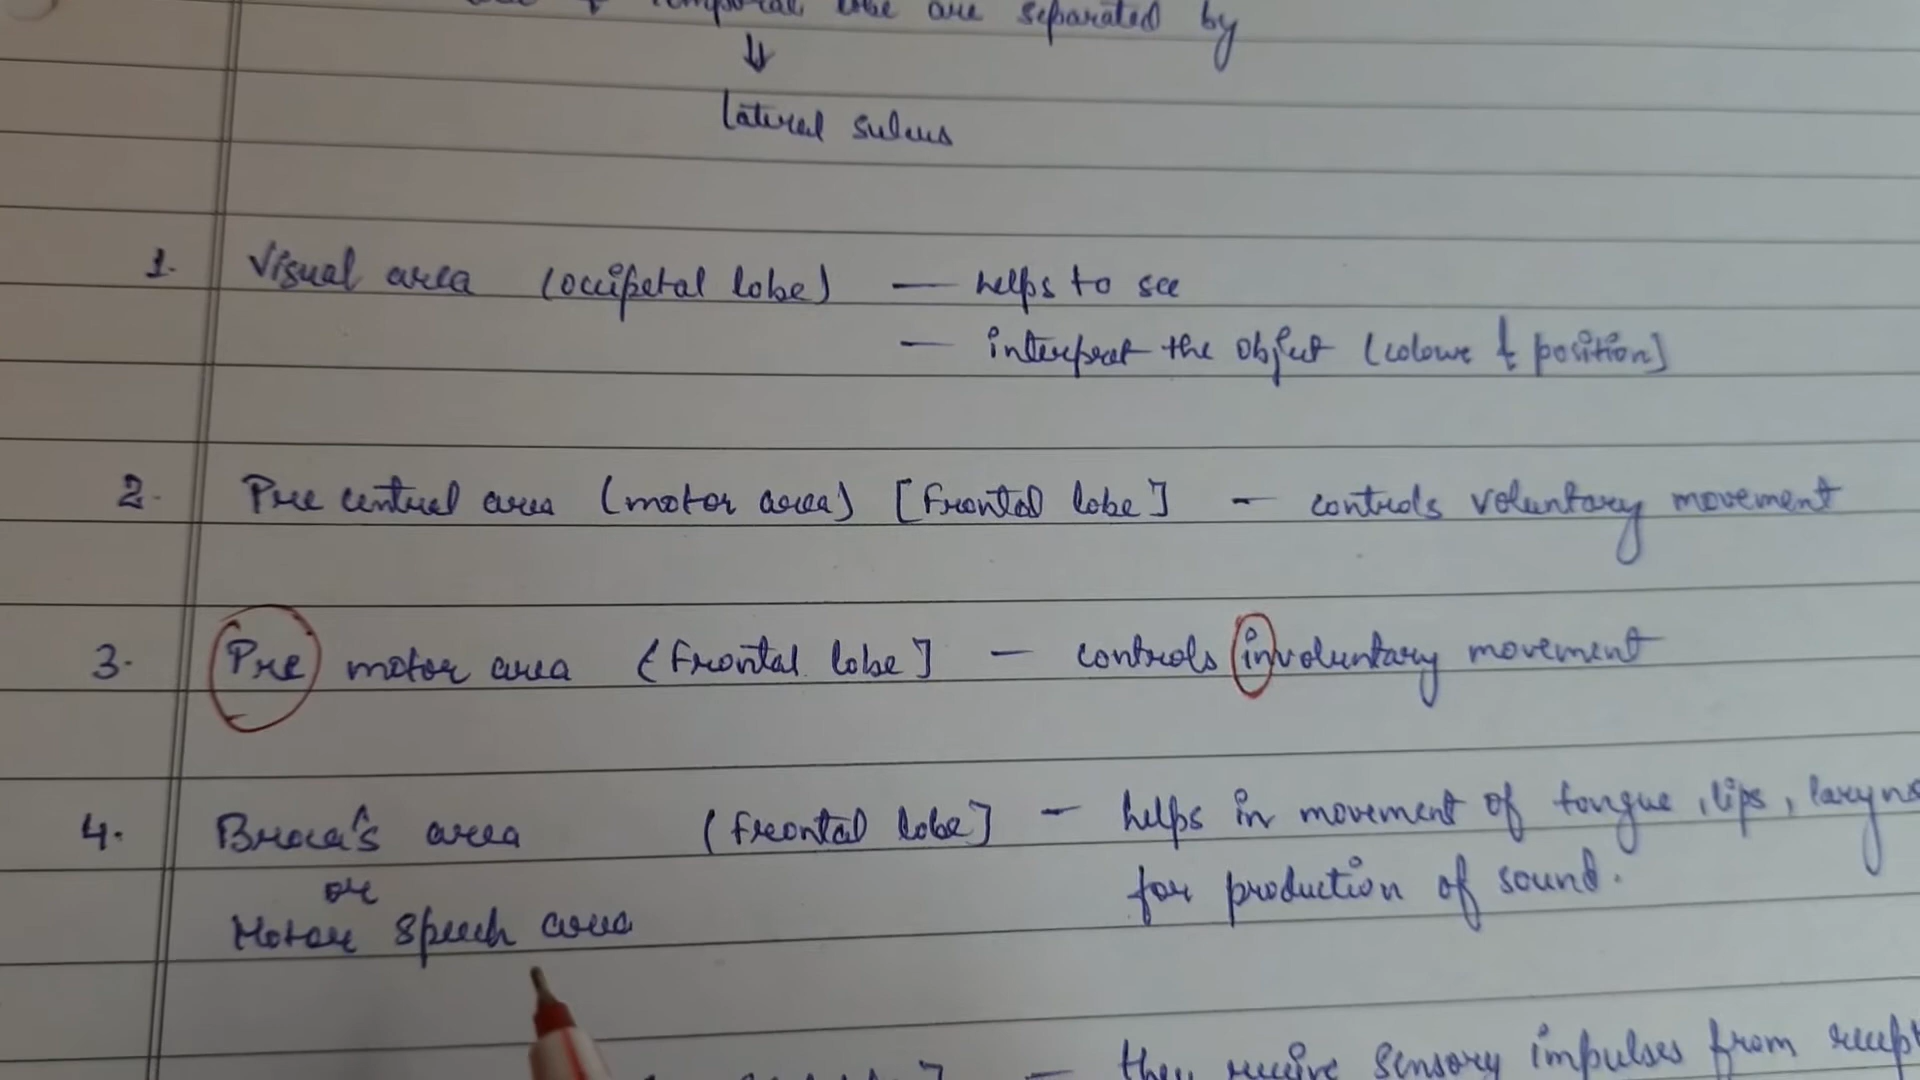 temporal lobe are separated by
⇓
lateral sulcus
1. Visual area (occipetal lobe) — helps to see
— interpret the object (colour & position)
2. Pre central area (motor area) [Frontal lobe] — controls voluntary movement
3. Pre motor area (Frontal lobe] — controls involuntary movement
4. Broca's area (Frontal lobe] — helps in movement of tongue, lips, laryn
or for production of sound.
Motor speech area
] — they receive sensory impulses from